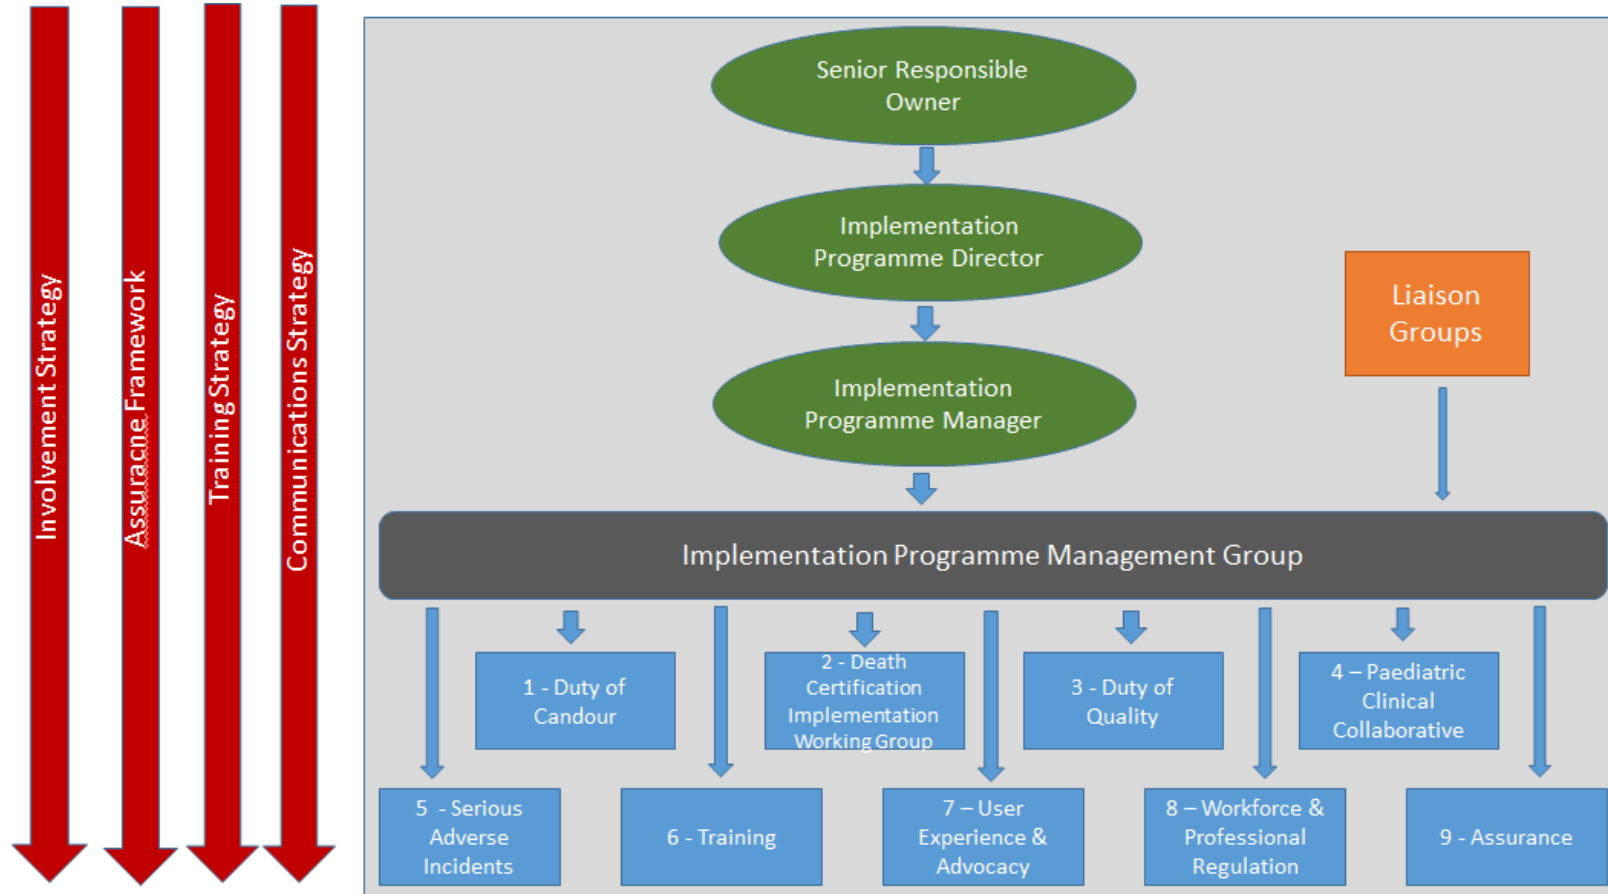 Involvement Strategy
Assuracne Framework
Training Strategy
Communications Strategy
Senior Responsible
Owner
Implementation
Programme Director
Implementation
Programme Manager
Liaison
Groups
Implementation Programme Management Group
1 - Duty of
Candour
2 - Death
Certification
Implementation
Working Group
3 - Duty of
Quality
4 – Paediatric
Clinical
Collaborative
5 - Serious
Adverse
Incidents
6 - Training
7 – User
Experience &
Advocacy
8 – Workforce &
Professional
Regulation
9 - Assurance